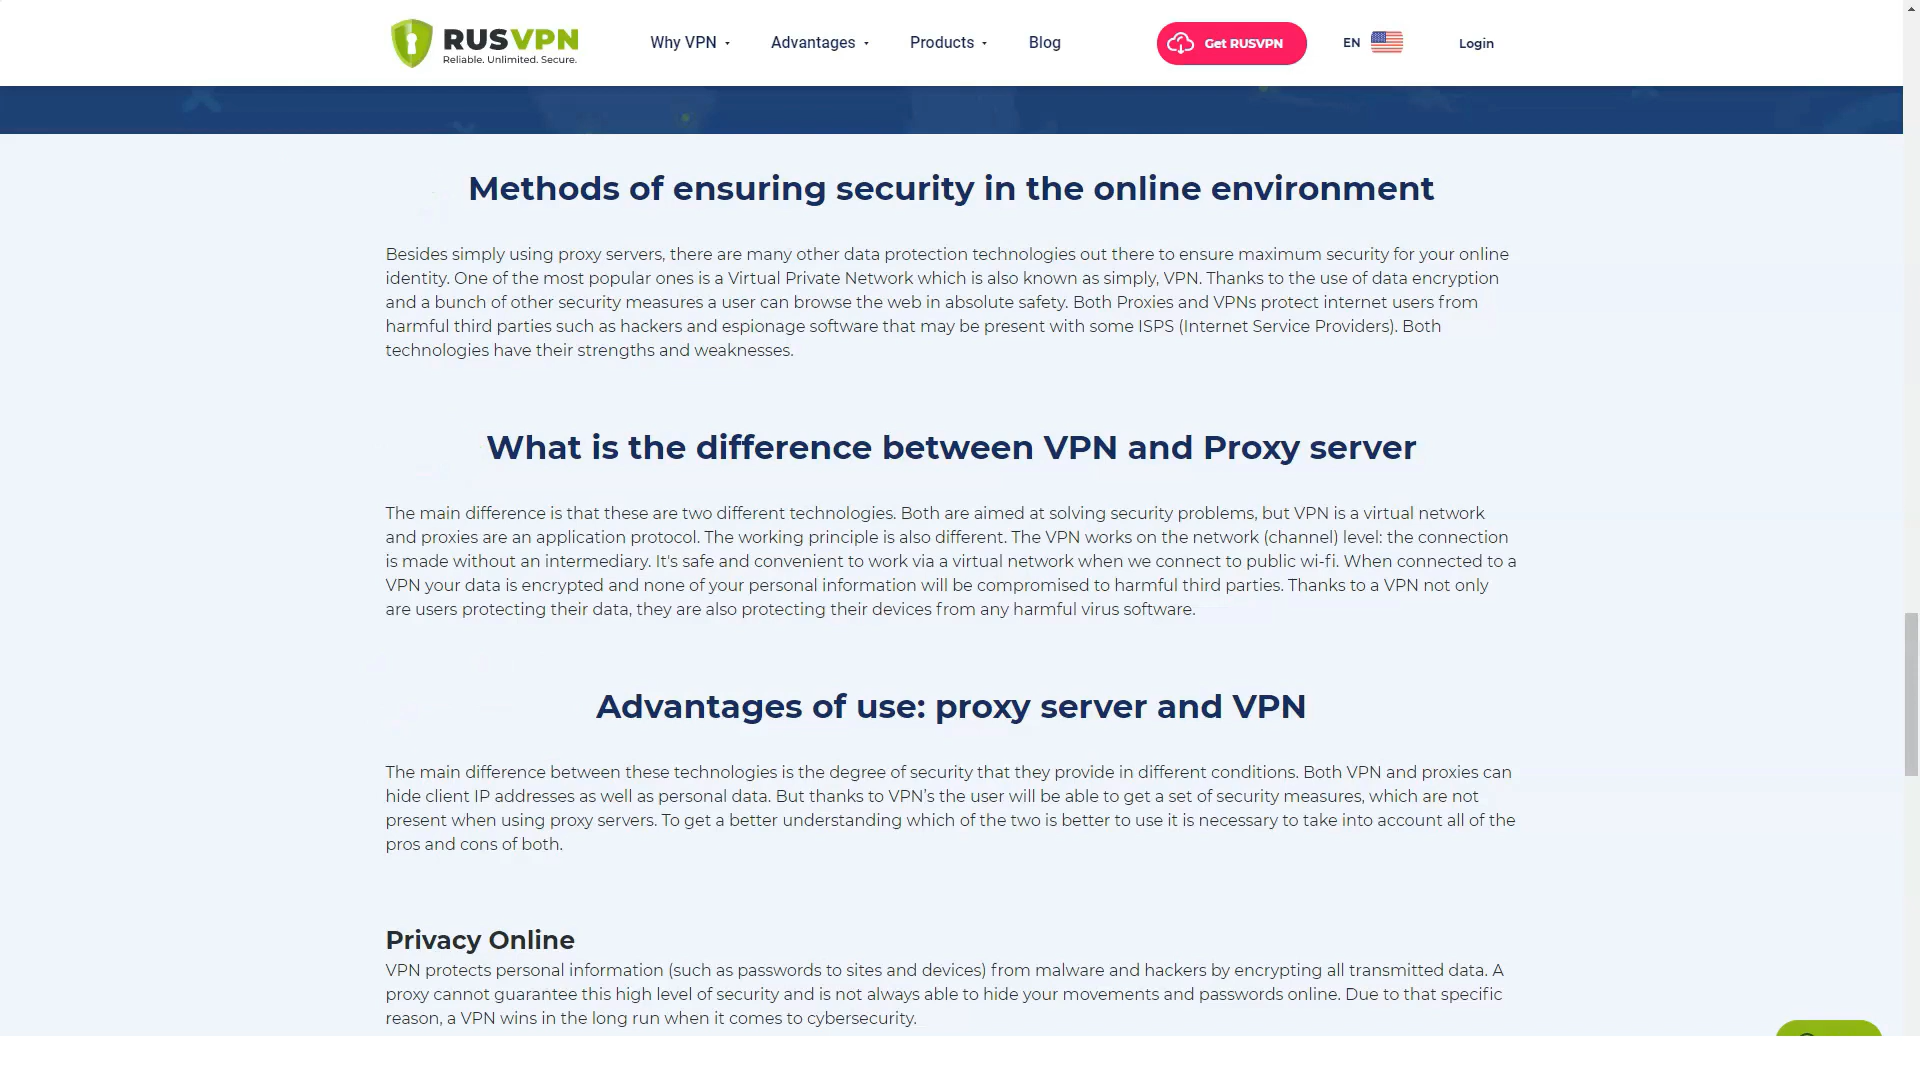 RUSVPN
Reliable. Unlimited. Secure.
Why VPN
Advantages
Products
Blog
Get RUSVPN
EN
Login
Methods of ensuring security in the online environment
Besides simply using proxy servers, there are many other data protection technologies out there to ensure maximum security for your online
identity. One of the most popular ones is a Virtual Private Network which is also known as simply, VPN. Thanks to the use of data encryption
and a bunch of other security measures a user can browse the web in absolute safety. Both Proxies and VPNs protect internet users from
harmful third parties such as hackers and espionage software that may be present with some ISPS (Internet Service Providers). Both
technologies have their strengths and weaknesses.
What is the difference between VPN and Proxy server
The main difference is that these are two different technologies. Both are aimed at solving security problems, but VPN is a virtual network
and proxies are an application protocol. The working principle is also different. The VPN works on the network (channel) level: the connection
is made without an intermediary. It's safe and convenient to work via a virtual network when we connect to public wi-fi. When connected to a
VPN your data is encrypted and none of your personal information will be compromised to harmful third parties. Thanks to a VPN not only
are users protecting their data, they are also protecting their devices from any harmful virus software.
Advantages of use: proxy server and VPN
The main difference between these technologies is the degree of security that they provide in different conditions. Both VPN and proxies can
hide client IP addresses as well as personal data. But thanks to VPN’s the user will be able to get a set of security measures, which are not
present when using proxy servers. To get a better understanding which of the two is better to use it is necessary to take into account all of the
pros and cons of both.
Privacy Online
VPN protects personal information (such as passwords to sites and devices) from malware and hackers by encrypting all transmitted data. A
proxy cannot guarantee this high level of security and is not always able to hide your movements and passwords online. Due to that specific
reason, a VPN wins in the long run when it comes to cybersecurity.